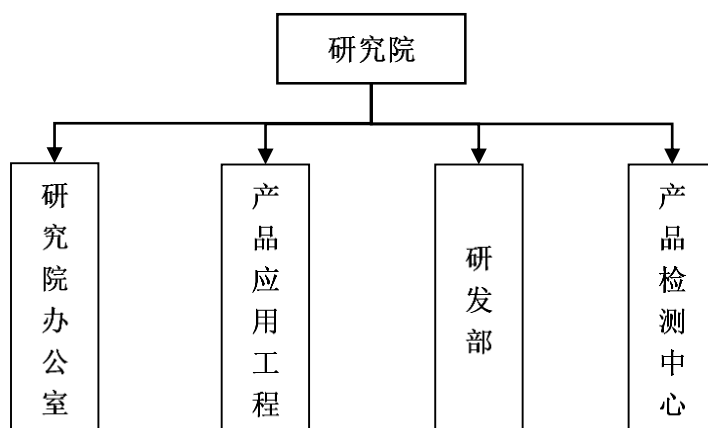 研究院
研究院办公室
产品应用工程
研发部
产品检测中心